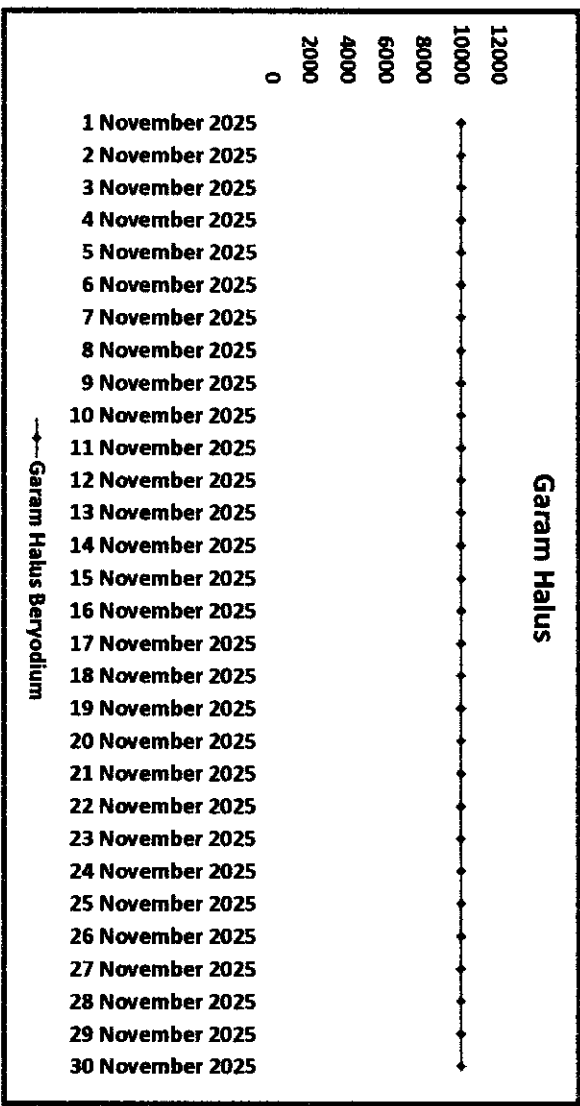 Garam Halus
12000
10000
8000
6000
4000
2000
0
1 November 2025
2 November 2025
3 November 2025
4 November 2025
5 November 2025
6 November 2025
7 November 2025
8 November 2025
9 November 2025
10 November 2025
11 November 2025
12 November 2025
13 November 2025
14 November 2025
15 November 2025
16 November 2025
17 November 2025
18 November 2025
19 November 2025
20 November 2025
21 November 2025
22 November 2025
23 November 2025
24 November 2025
25 November 2025
26 November 2025
27 November 2025
28 November 2025
29 November 2025
30 November 2025
Garam Halus Beryodium